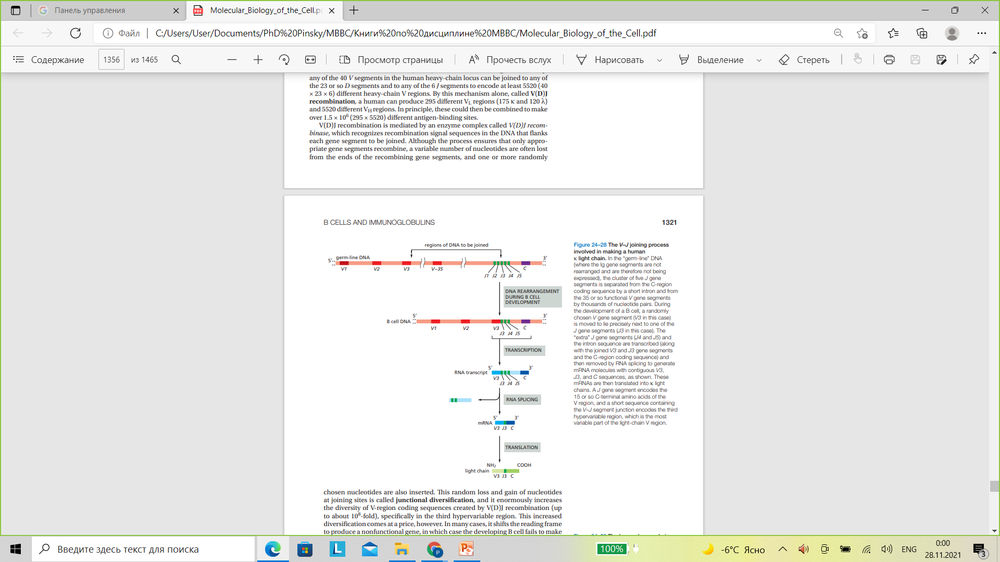 Панель управления
Molecular_Biology_of_the_Cell.pd
Файл
C:/Users/User/Documents/PhD%20Pinsky/MBBC/Книги%20по%20дисциплине%20MBBC/Molecular_Biology_of_the_Cell.pdf
Содержание
1356 из 1465
Просмотр страницы
Прочесть вслух
Нарисовать
Выделение
Стереть
any of the 40 V segments in the human heavy-chain locus can be joined to any of
the 23 or so D segments and to any of the 6 J segments to encode at least 5520 (40
× 23 × 6) different heavy-chain V regions. By this mechanism alone, called V(D)J
recombination, a human can produce 295 different VL regions (175 κ and 120 λ)
and 5520 different VH regions. In principle, these could then be combined to make
over 1.5 × 10⁶ (295 × 5520) different antigen-binding sites.
V(D)J recombination is mediated by an enzyme complex called V(D)J recom-
binase, which recognizes recombination signal sequences in the DNA that flanks
each gene segment to be joined. Although the process ensures that only appro-
priate gene segments recombine, a variable number of nucleotides are often lost
from the ends of the recombining gene segments, and one or more randomly
B CELLS AND IMMUNOGLOBULINS
1321
regions of DNA to be joined
germ-line DNA
5′ 3′
V1 V2 V3 V~35 C
J1 J2 J3 J4 J5
DNA REARRANGEMENT
DURING B CELL
DEVELOPMENT
5′ 3′
B cell DNA
V1 V2 V3 C
J3 J4 J5
TRANSCRIPTION
5′ 3′
RNA transcript
V3 C
J3 J4 J5
RNA SPLICING
5′ 3′
mRNA
V3 J3 C
TRANSLATION
NH2 COOH
light chain
V3 J3 C
Figure 24–28 The V–J joining process
involved in making a human
κ light chain. In the "germ-line" DNA
(where the Ig gene segments are not
rearranged and are therefore not being
expressed), the cluster of five J gene
segments is separated from the C-region
coding sequence by a short intron and from
the 35 or so functional V gene segments
by thousands of nucleotide pairs. During
the development of a B cell, a randomly
chosen V gene segment (V3 in this case)
is moved to lie precisely next to one of the
J gene segments (J3 in this case). The
"extra" J gene segments (J4 and J5) and
the intron sequence are transcribed (along
with the joined V3 and J3 gene segments
and the C-region coding sequence) and
then removed by RNA splicing to generate
mRNA molecules with contiguous V3,
J3, and C sequences, as shown. These
mRNAs are then translated into κ light
chains. A J gene segment encodes the
15 or so C-terminal amino acids of the
V region, and a short sequence containing
the V–J segment junction encodes the third
hypervariable region, which is the most
variable part of the light-chain V region.
chosen nucleotides are also inserted. This random loss and gain of nucleotides
at joining sites is called junctional diversification, and it enormously increases
the diversity of V-region coding sequences created by V(D)J recombination (up
to about 10⁸-fold), specifically in the third hypervariable region. This increased
diversification comes at a price, however. In many cases, it shifts the reading frame
to produce a nonfunctional gene, in which case the developing B cell fails to make
Введите здесь текст для поиска
100%
-6°C Ясно
ENG
0:00
28.11.2021
3